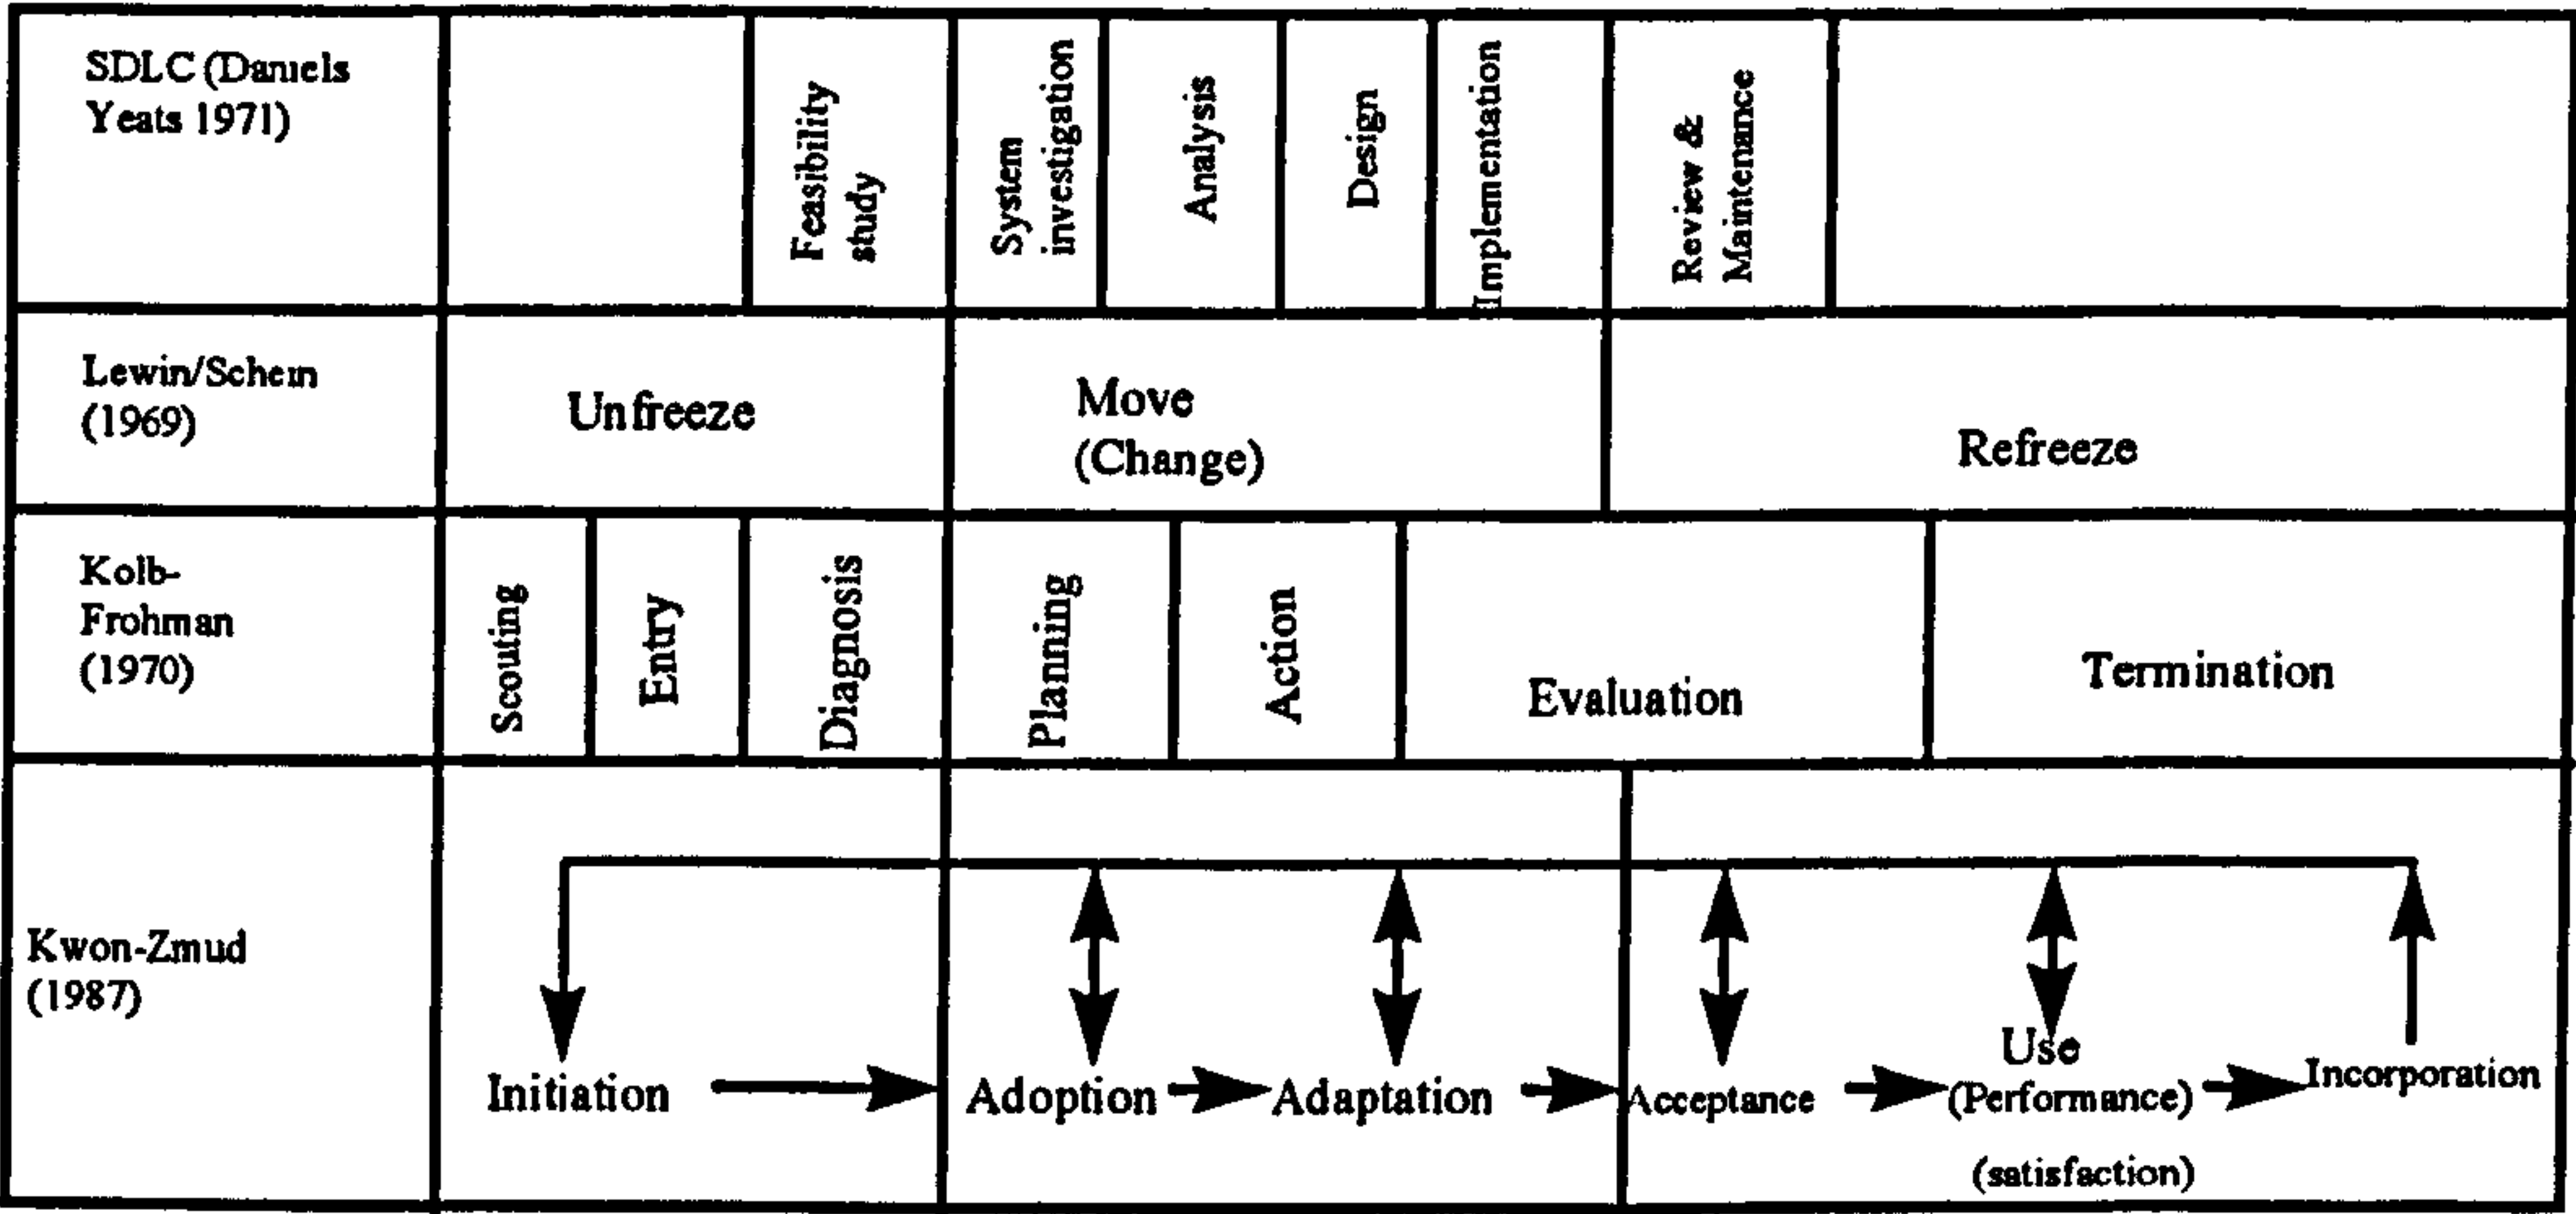 SDLC (Daniels
Yeats 1971)
Feasibility
study
System
investigation
Analysis
Design
Implementation
Review &
Maintenance
Lewin/Schein
(1969)
Unfreeze
Move
(Change)
Refreeze
Kolb-
Frohman
(1970)
Scouting
Entry
Diagnosis
Planning
Action
Evaluation
Termination
Kwon-Zmud
(1987)
Initiation
Adoption
Adaptation
Acceptance
Use
(Performance)
(satisfaction)
Incorporation